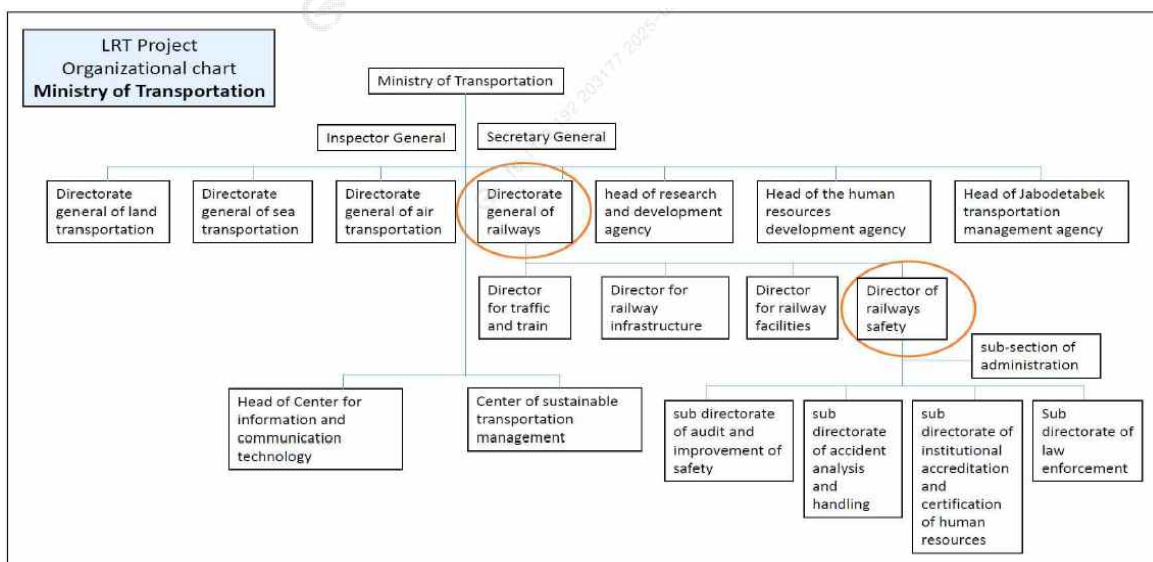 LRT Project
Organizational chart
Ministry of Transportation
Ministry of Transportation
Inspector General
Secretary General
Directorate
general of land
transportation
Directorate
general of sea
transportation
Directorate
general of air
transportation
Directorate
general of
railways
head of research
and development
agency
Head of the human
resources
development agency
Head of Jabodetabek
transportation
management agency
Director
for traffic
and train
Director for
railway
infrastructure
Director
for railway
facilities
Director of
railways
safety
sub-section of
administration
Head of Center for
information and
communication
technology
Center of sustainable
transportation
management
sub directorate
of audit and
improvement of
safety
sub
directorate
of accident
analysis
and
handling
sub
directorate of
institutional
accreditation
and
certification
of human
resources
Sub
directorate of
law
enforcement